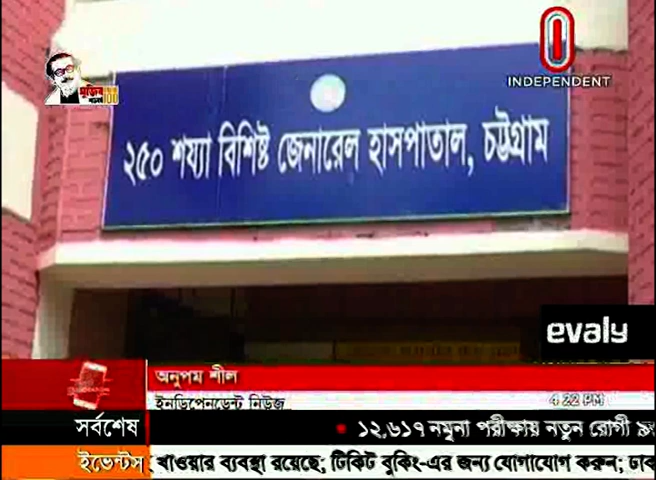 INDEPENDENT
২৫০ শয্যা বিশিষ্ট জেনারেল হাসপাতাল, চট্টগ্রাম
evaly
অনুপম শীল
ইনডিপেনডেন্ট নিউজ
4:22 PM
সর্বশেষ
১২,৬১৭ নমুনা পরীক্ষায় নতুন রোগী
ইভেন্টস
খাওয়ার ব্যবস্থা রয়েছে; টিকিট বুকিং-এর জন্য যোগাযোগ করুন;